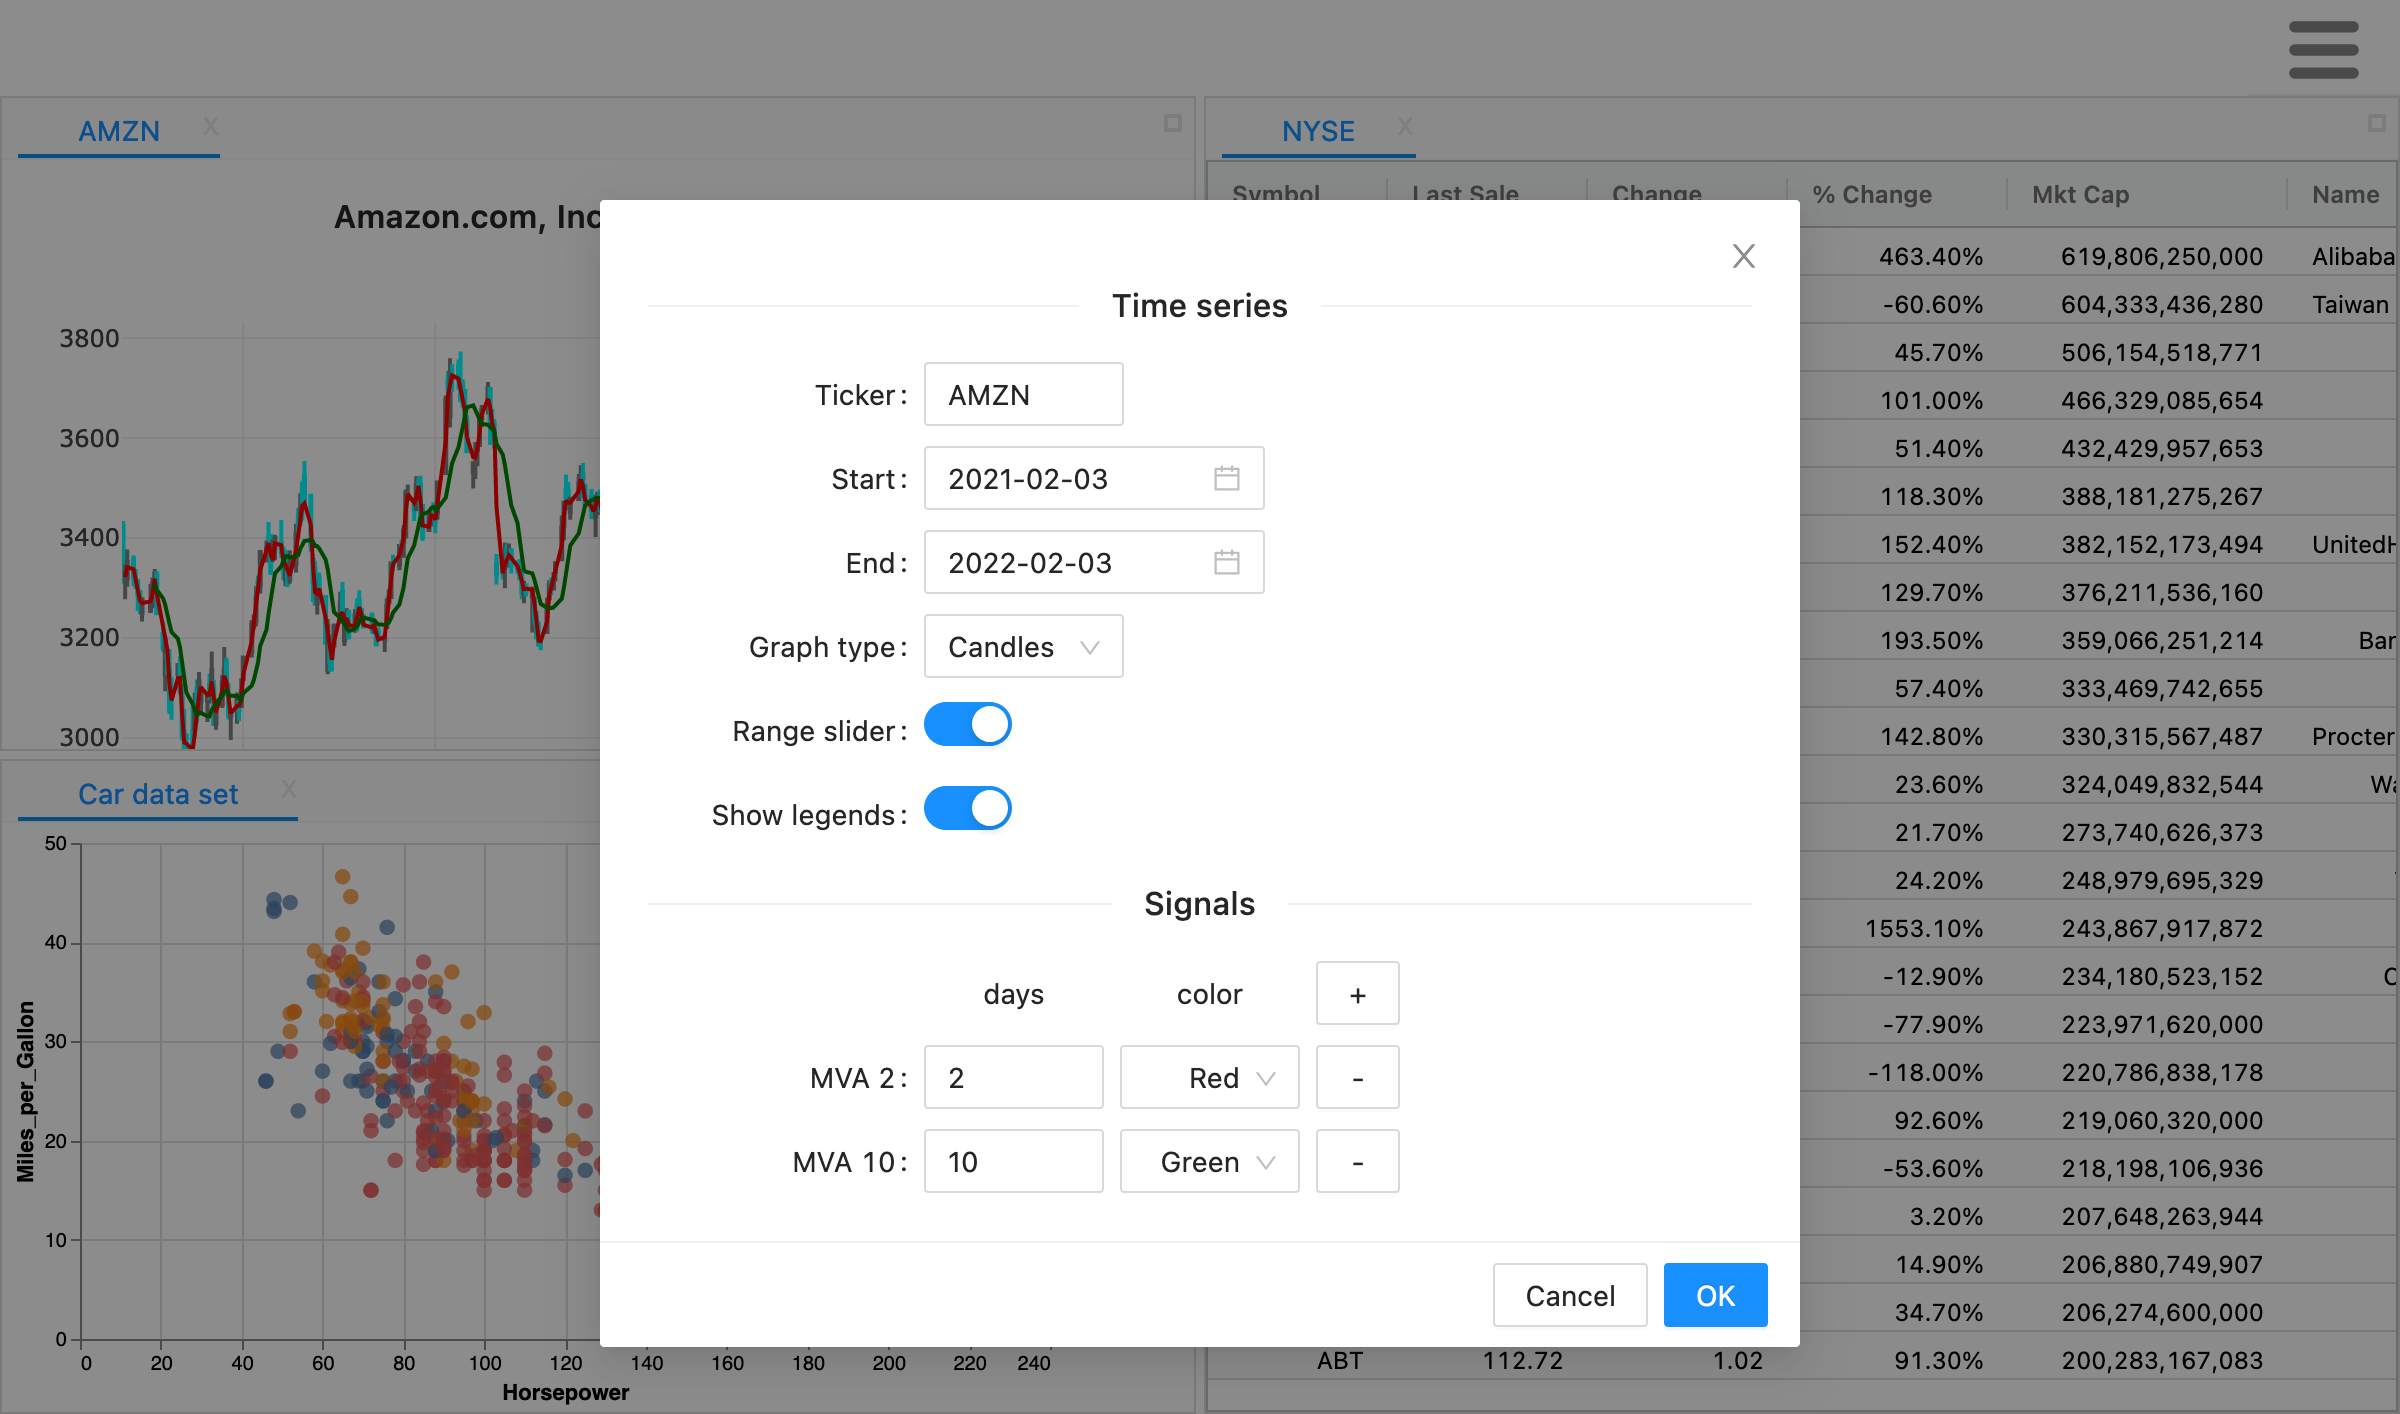 AMZN X
Amazon.com, Inc
3800
3600
3400
3200
3000
Car data set X
50
40
30
20
10
0
Miles_per_Gallon
0 20 40 60 80 100 120 140 160 180 200 220 240
Horsepower
NYSE X
Symbol Last Sale Change % Change Mkt Cap Name
463.40% 619,806,250,000 Alibaba
-60.60% 604,333,436,280 Taiwan
45.70% 506,154,518,771
101.00% 466,329,085,654
51.40% 432,429,957,653
118.30% 388,181,275,267
152.40% 382,152,173,494 UnitedH
129.70% 376,211,536,160
193.50% 359,066,251,214 Ban
57.40% 333,469,742,655
142.80% 330,315,567,487 Procter
23.60% 324,049,832,544 Wa
21.70% 273,740,626,373
24.20% 248,979,695,329
1553.10% 243,867,917,872
-12.90% 234,180,523,152
-77.90% 223,971,620,000
-118.00% 220,786,838,178
92.60% 219,060,320,000
-53.60% 218,198,106,936
3.20% 207,648,263,944
14.90% 206,880,749,907
34.70% 206,274,600,000
ABT 112.72 1.02 91.30% 200,283,167,083
Time series
Ticker: AMZN
Start: 2021-02-03
End: 2022-02-03
Graph type: Candles
Range slider:
Show legends:
Signals
days color +
MVA 2: 2 Red -
MVA 10: 10 Green -
Cancel OK